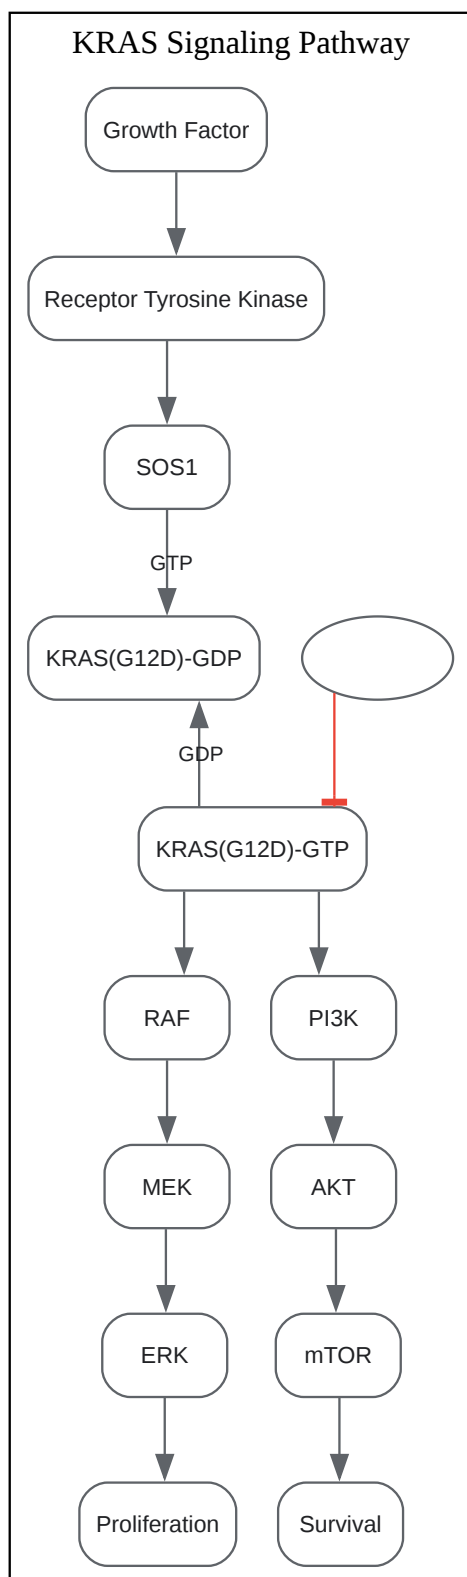 KRAS Signaling Pathway
Growth Factor
Receptor Tyrosine Kinase
SOS1
GTP
KRAS(G12D)-GDP
GDP
KRAS(G12D)-GTP
RAF
PI3K
MEK
AKT
ERK
mTOR
Proliferation
Survival